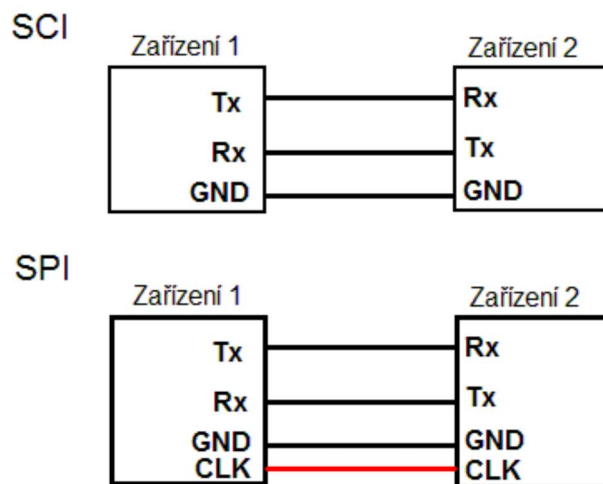 SCI
Zařízení 1 Zařízení 2
Tx Rx
Rx Tx
GND GND
SPI
Zařízení 1 Zařízení 2
Tx Rx
Rx Tx
GND GND
CLK CLK